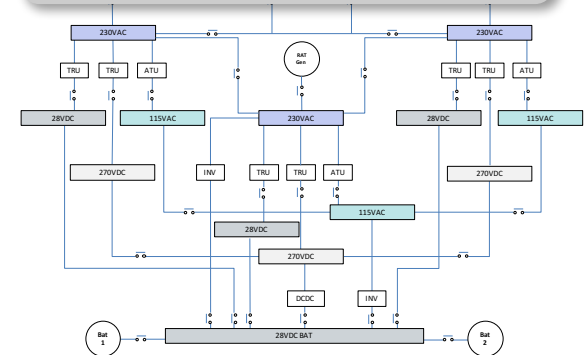 230VAC
230VAC
RAT
Gen
TRU
TRU
ATU
TRU
TRU
ATU
28VDC
115VAC
230VAC
28VDC
115VAC
270VDC
INV
TRU
TRU
ATU
270VDC
115VAC
28VDC
270VDC
DCDC
INV
Bat
1
28VDC BAT
Bat
2